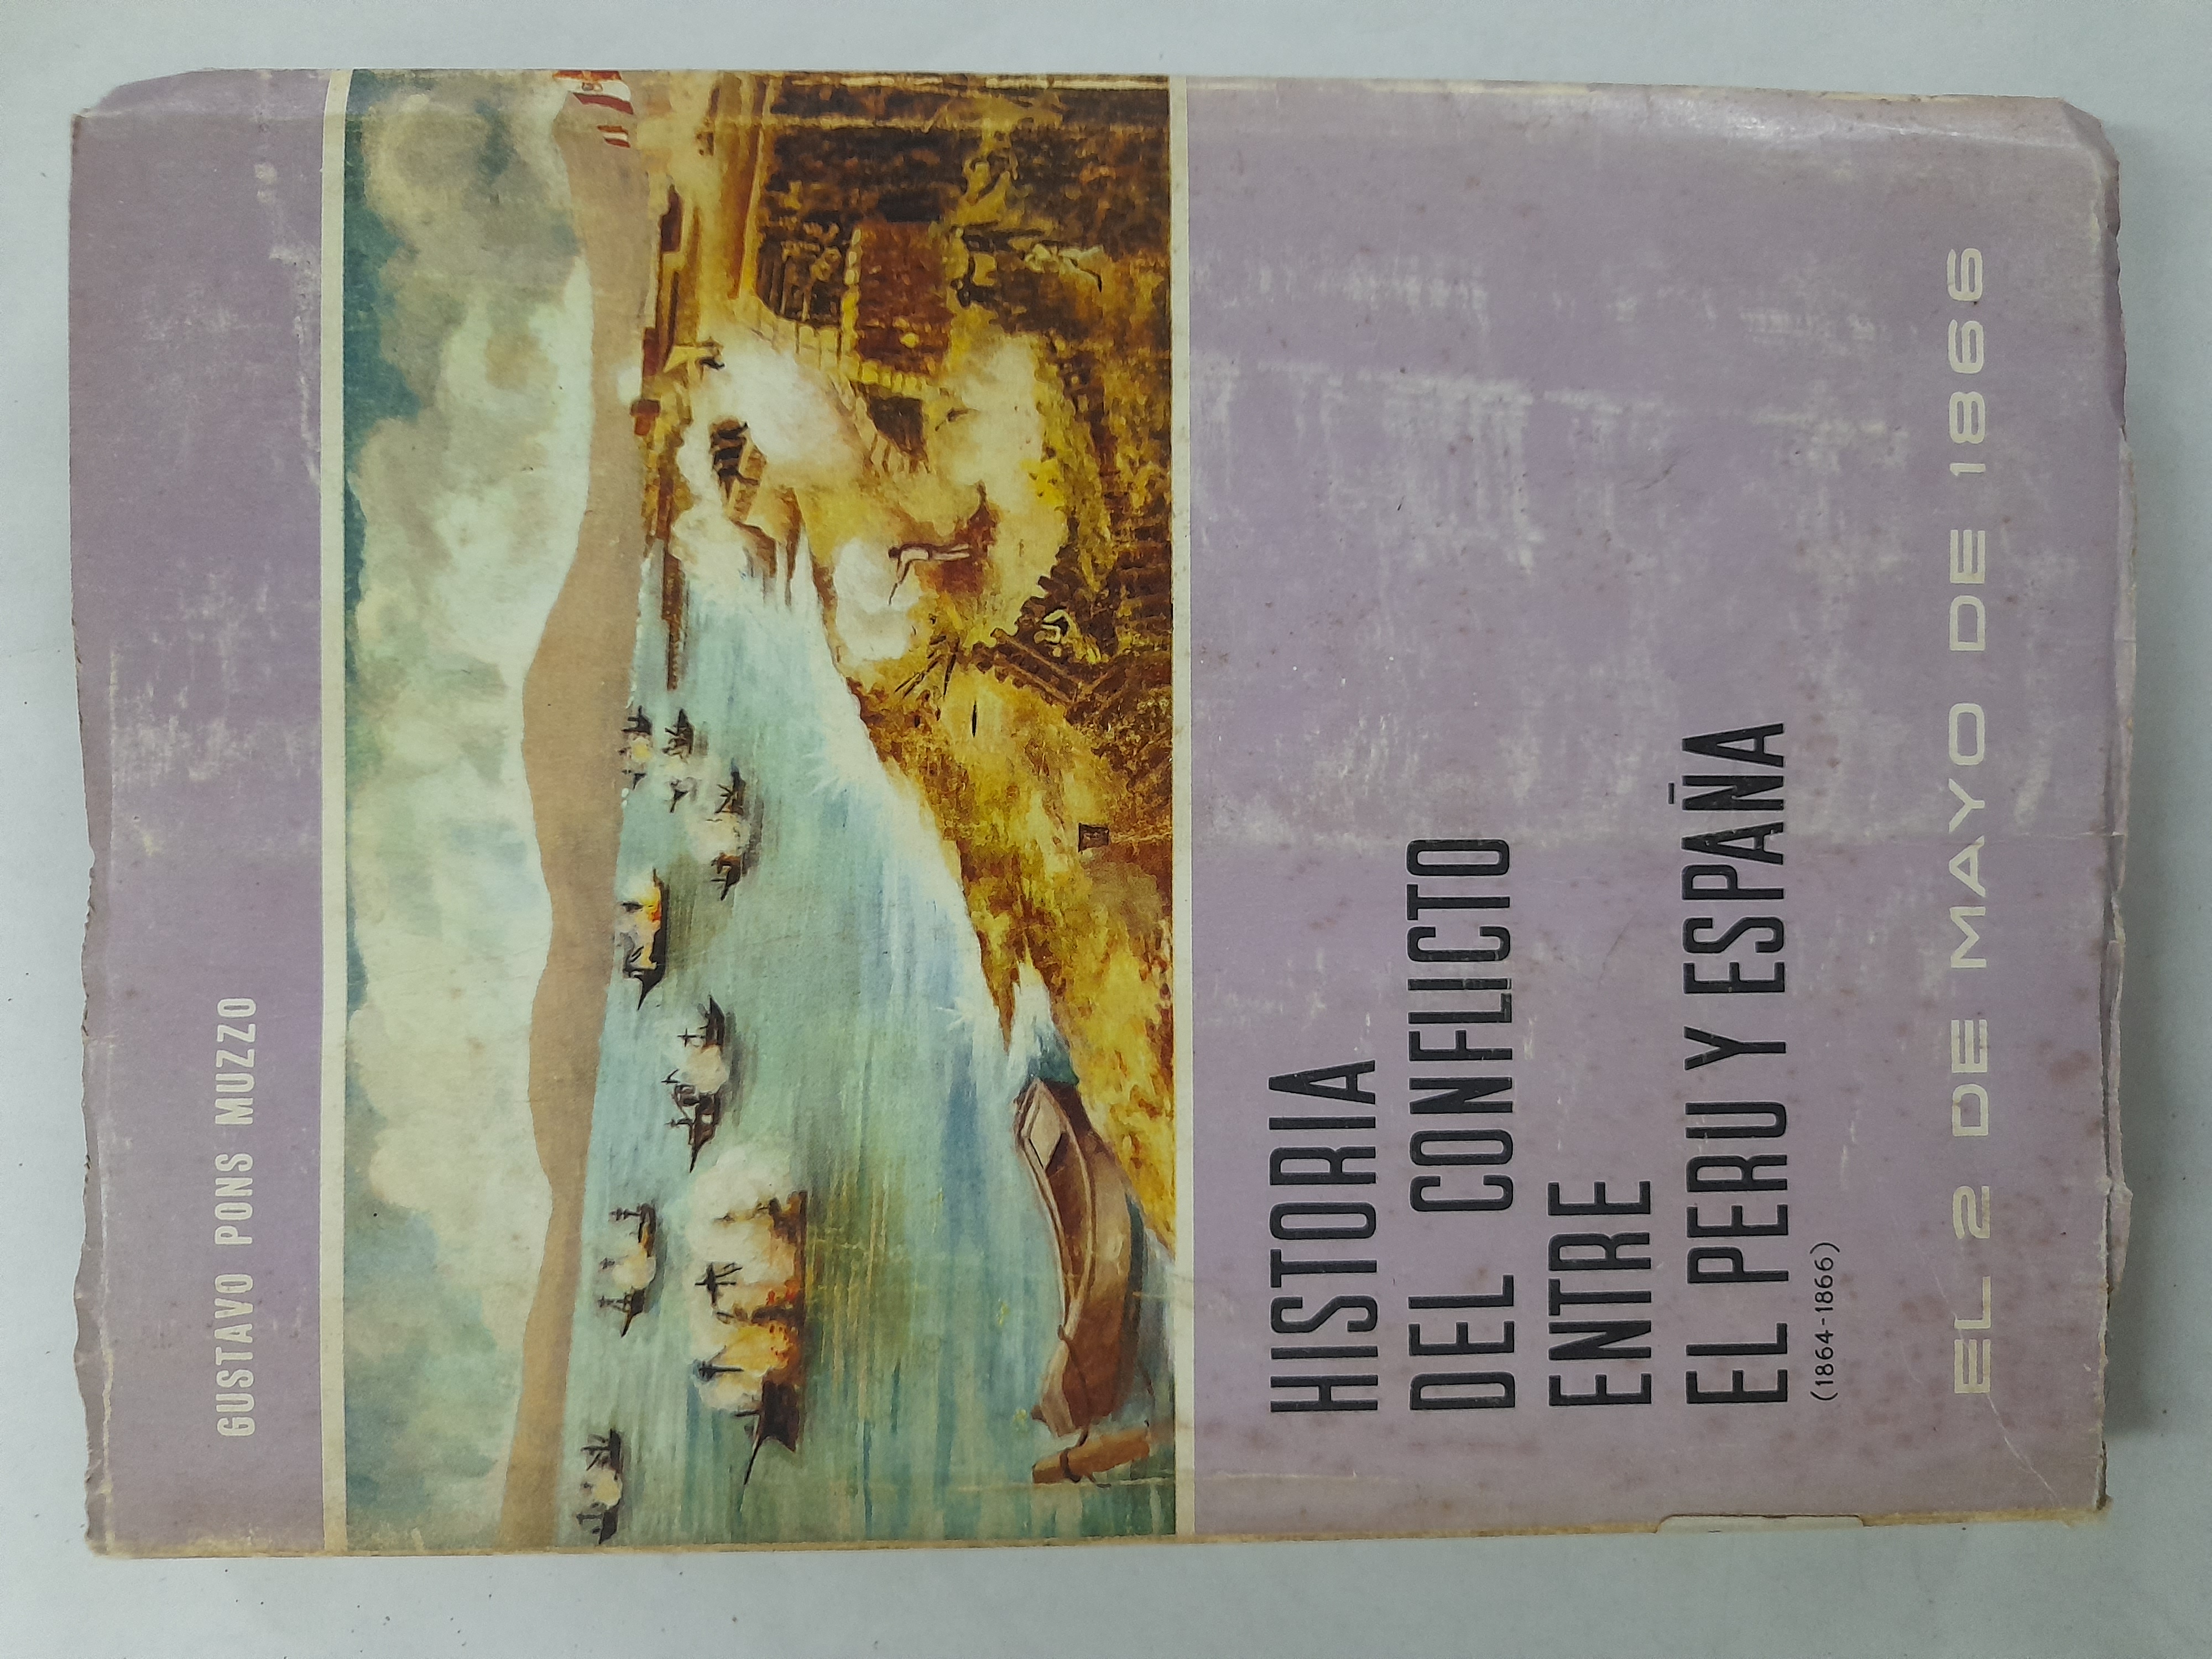 GUSTAVO PONS MUZZO
HISTORIA
DEL CONFLICTO
ENTRE
EL PERU Y ESPAÑA
(1864-1866)
EL 2 DE MAYO DE 1866